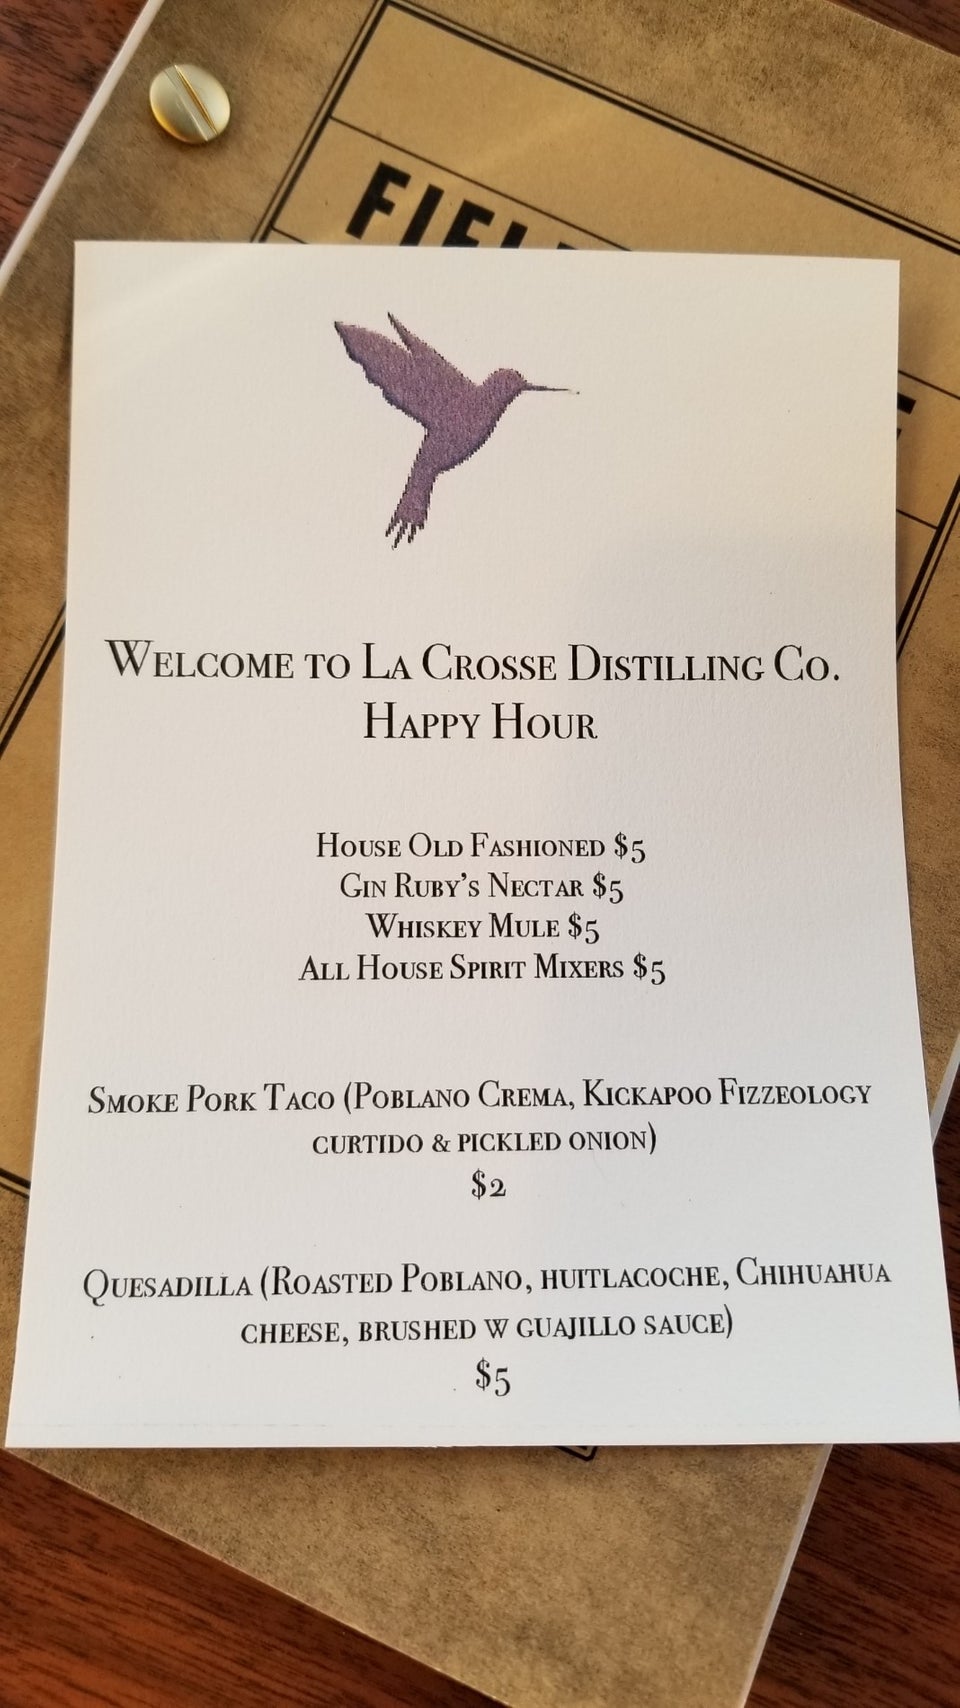 FIEL
WELCOME TO LA CROSSE DISTILLING CO.
HAPPY HOUR
HOUSE OLD FASHIONED $5
GIN RUBY'S NECTAR $5
WHISKEY MULE $5
ALL HOUSE SPIRIT MIXERS $5
SMOKE PORK TACO (POBLANO CREMA, KICKAPOO FIZZEOLOGY
CURTIDO & PICKLED ONION)
$2
QUESADILLA (ROASTED POBLANO, HUITLACOCHE, CHIHUAHUA
CHEESE, BRUSHED W GUAJILLO SAUCE)
$5